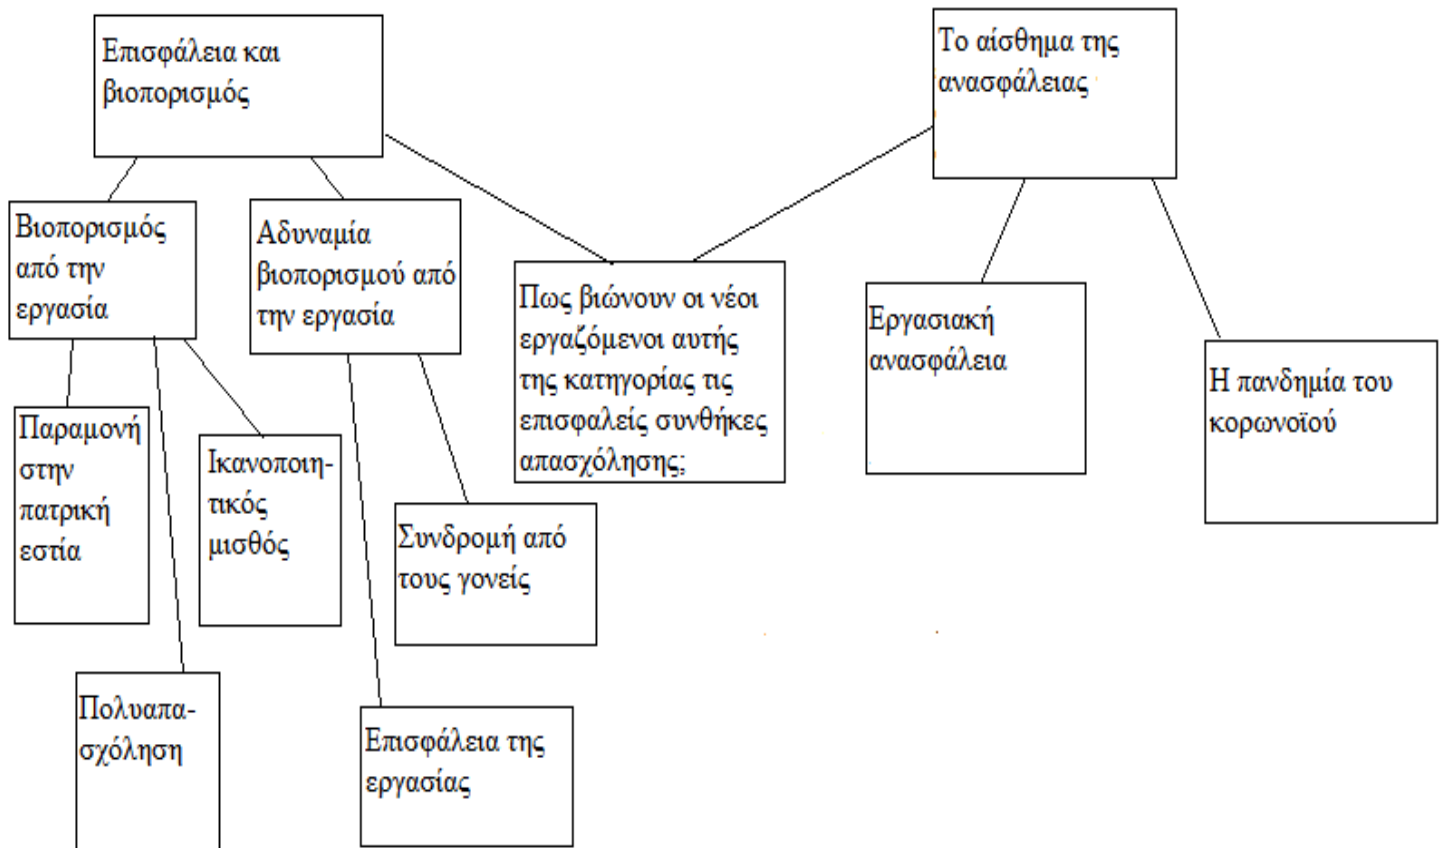 Επισφάλεια και
βιοπορισμός
Το αίσθημα της
ανασφάλειας
Βιοπορισμός
από την
εργασία
Αδυναμία
βιοπορισμού από
την εργασία
Πως βιώνουν οι νέοι
εργαζόμενοι αυτής
της κατηγορίας τις
επισφαλείς συνθήκες
απασχόλησης;
Εργασιακή
ανασφάλεια
Η πανδημία του
κορωνοϊού
Παραμονή
στην
πατρική
εστία
Ικανοποιη-
τικός
μισθός
Συνδρομή από
τους γονείς
Πολυαπα-
σχόληση
Επισφάλεια της
εργασίας